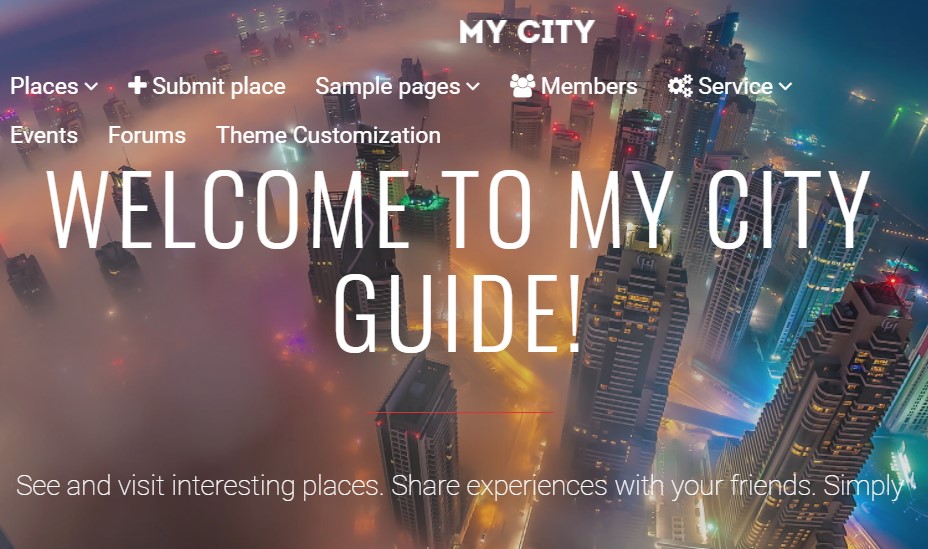 MY CITY
Places Submit place Sample pages Members Service
Events Forums Theme Customization
WELCOME TO MY CITY
GUIDE!
See and visit interesting places. Share experiences with your friends. Simply